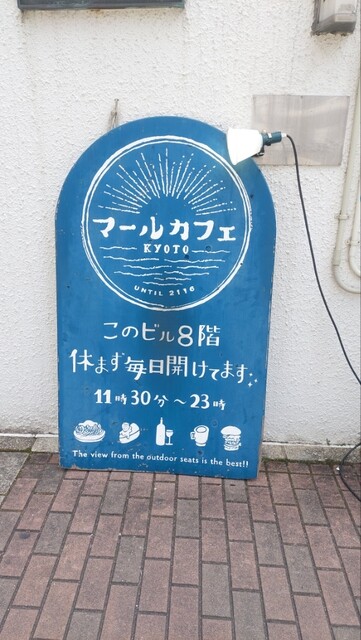 マールカフェ
KYOTO
UNTIL 2116
このビル8階
休まず毎日開けてます
11時30分～23時
The view from the outdoor seats is the best!!